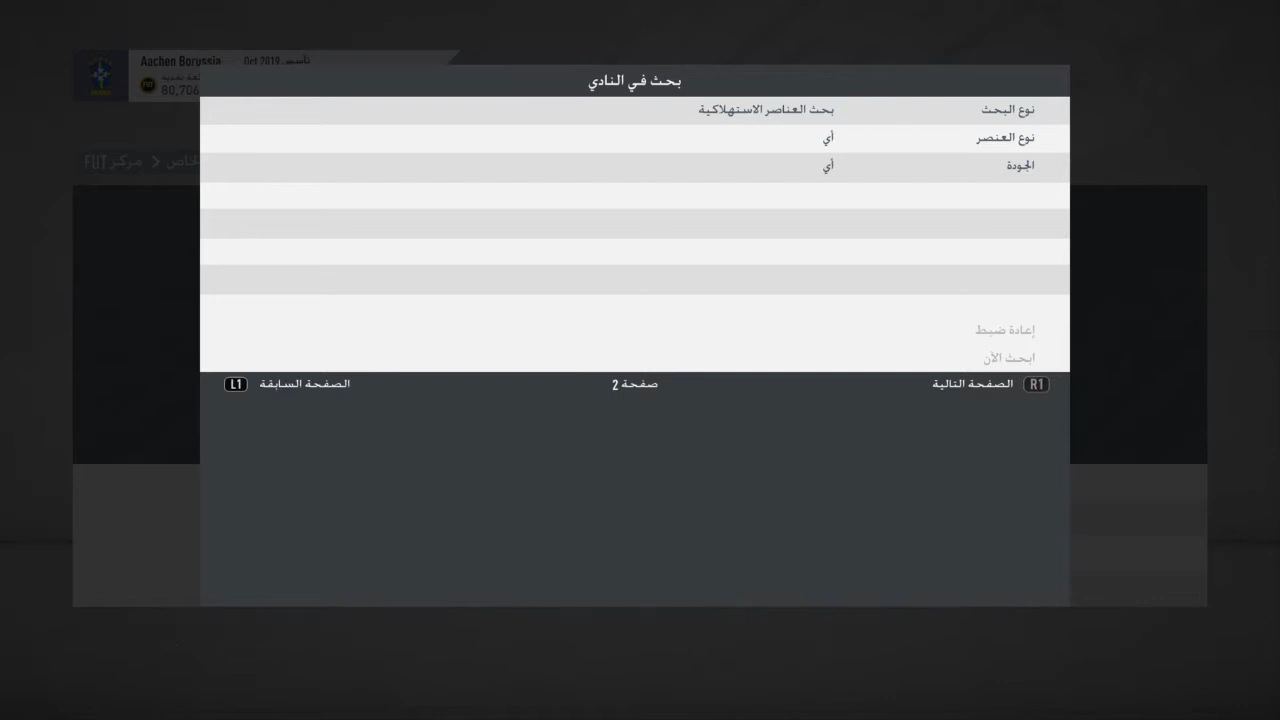 Aachen Borussia تأسس Oct 2019
80,706
مركز FUT
بحث في النادي
نوع البحث بحث العناصر الاستهلاكية
نوع العنصر أي
الجودة أي
إعادة ضبط
ابحث الآن
R1 الصفحة التالية صفحة 2 الصفحة السابقة L1